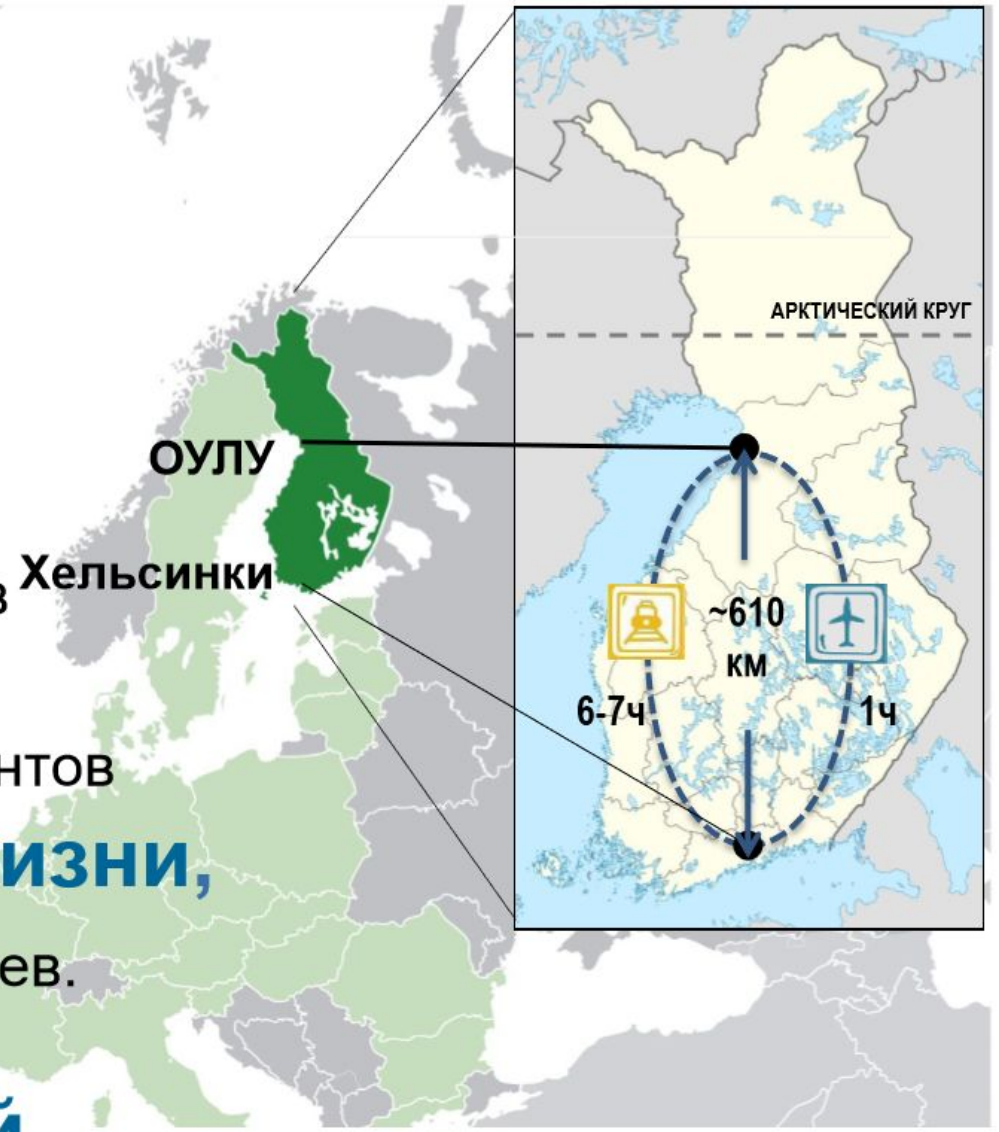 АРКТИЧЕСКИЙ КРУГ
ОУЛУ
Хельсинки
в
~610
км
6-7ч
1ч
нтов
изни,
ев.
й